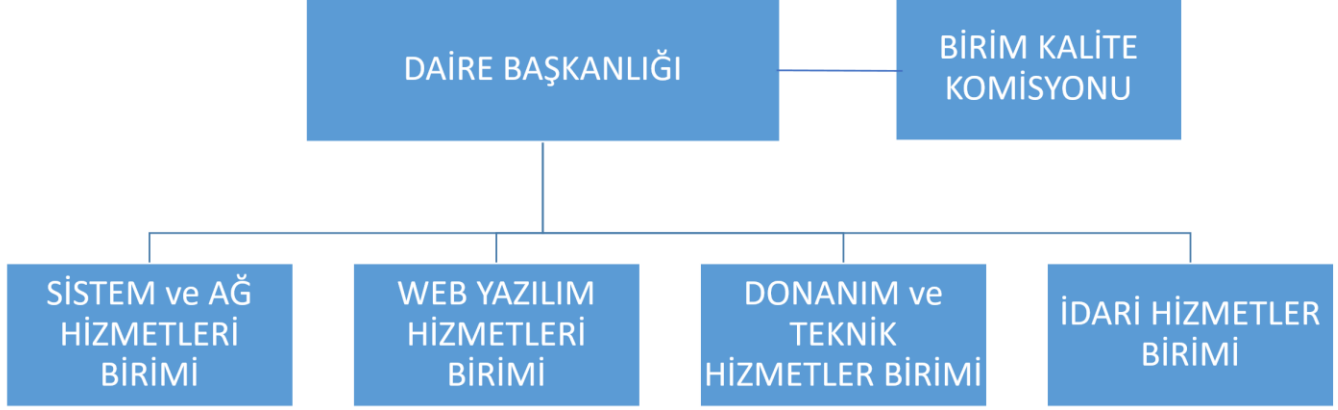 DAİRE BAŞKANLIĞI
BİRİM KALİTE
KOMİSYONU
SİSTEM ve AĞ
HİZMETLERİ
BİRİMİ
WEB YAZILIM
HİZMETLERİ
BİRİMİ
DONANIM ve
TEKNİK
HİZMETLER BİRİMİ
İDARİ HİZMETLER
BİRİMİ